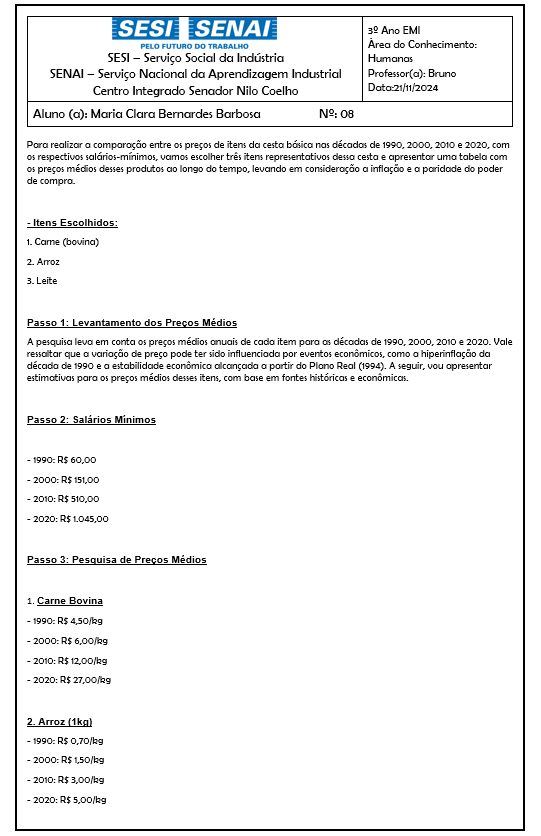 SESI SENAI
PELO FUTURO DO TRABALHO
SESI – Serviço Social da Indústria
SENAI – Serviço Nacional da Aprendizagem Industrial
Centro Integrado Senador Nilo Coelho
3º Ano EMI
Área do Conhecimento:
Humanas
Professor(a): Bruno
Data:21/11/2024
Aluno (a): Maria Clara Bernardes Barbosa Nº: 08
Para realizar a comparação entre os preços de itens da cesta básica nas décadas de 1990, 2000, 2010 e 2020, com
os respectivos salários-mínimos, vamos escolher três itens representativos dessa cesta e apresentar uma tabela com
os preços médios desses produtos ao longo do tempo, levando em consideração a inflação e a paridade do poder
de compra.
- Itens Escolhidos:
1. Carne (bovina)
2. Arroz
3. Leite
Passo 1: Levantamento dos Preços Médios
A pesquisa leva em conta os preços médios anuais de cada item para as décadas de 1990, 2000, 2010 e 2020. Vale
ressaltar que a variação de preço pode ter sido influenciada por eventos econômicos, como a hiperinflação da
década de 1990 e a estabilidade econômica alcançada a partir do Plano Real (1994). A seguir, vou apresentar
estimativas para os preços médios desses itens, com base em fontes históricas e econômicas.
Passo 2: Salários Mínimos
- 1990: R$ 60,00
- 2000: R$ 151,00
- 2010: R$ 510,00
- 2020: R$ 1.045,00
Passo 3: Pesquisa de Preços Médios
1. Carne Bovina
- 1990: R$ 4,50/kg
- 2000: R$ 6,00/kg
- 2010: R$ 12,00/kg
- 2020: R$ 27,00/kg
2. Arroz (1kg)
- 1990: R$ 0,70/kg
- 2000: R$ 1,50/kg
- 2010: R$ 3,00/kg
- 2020: R$ 5,00/kg